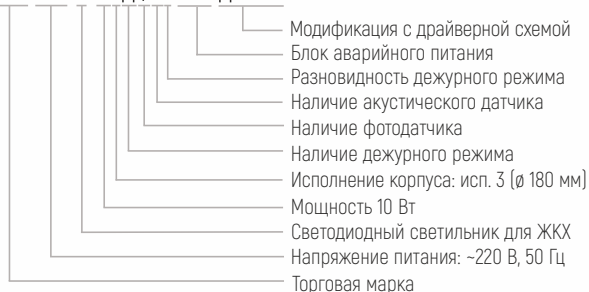 Модификация с драйверной схемой
Блок аварийного питания
Разновидность дежурного режима
Наличие акустического датчика
Наличие фотодатчика
Наличие дежурного режима
Исполнение корпуса: исп. 3 (ø 180 мм)
Мощность 10 Вт
Светодиодный светильник для ЖКХ
Напряжение питания: ~220 В, 50 Гц
Торговая марка